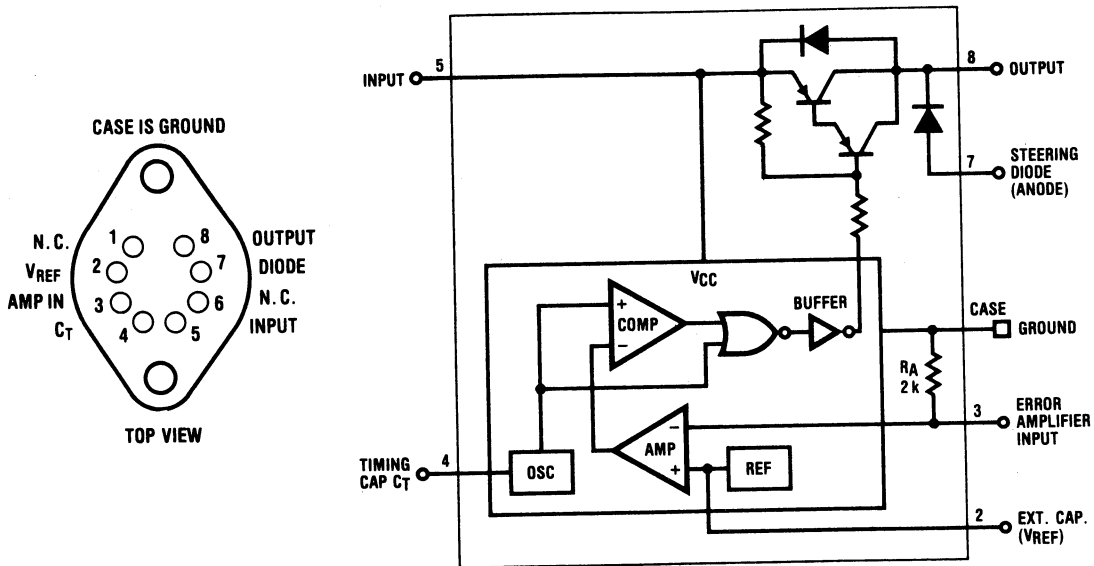 CASE IS GROUND
N.C. 1 8 OUTPUT
VREF 2 7 DIODE
AMP IN 3 6 N.C.
CT 4 5 INPUT
TOP VIEW
INPUT 5
8 OUTPUT
7 STEERING
DIODE
(ANODE)
VCC
+
COMP
−
BUFFER
CASE
GROUND
RA
2 k
3 ERROR
AMPLIFIER
INPUT
−
AMP
+
REF
OSC
TIMING 4
CAP CT
2 EXT. CAP.
(VREF)